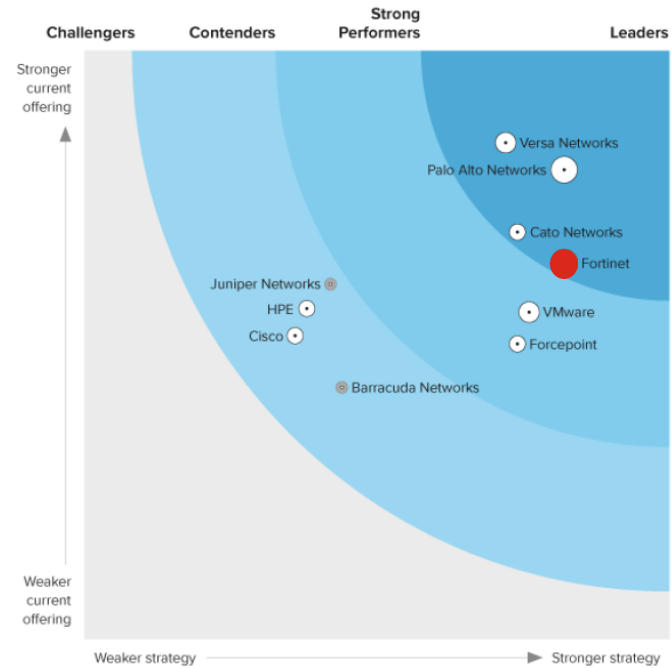 Challengers
Contenders
Strong
Performers
Leaders
Stronger
current
offering
Versa Networks
Palo Alto Networks
Cato Networks
Fortinet
Juniper Networks
HPE
VMware
Cisco
Forcepoint
Barracuda Networks
Weaker
current
offering
Weaker strategy
Stronger strategy